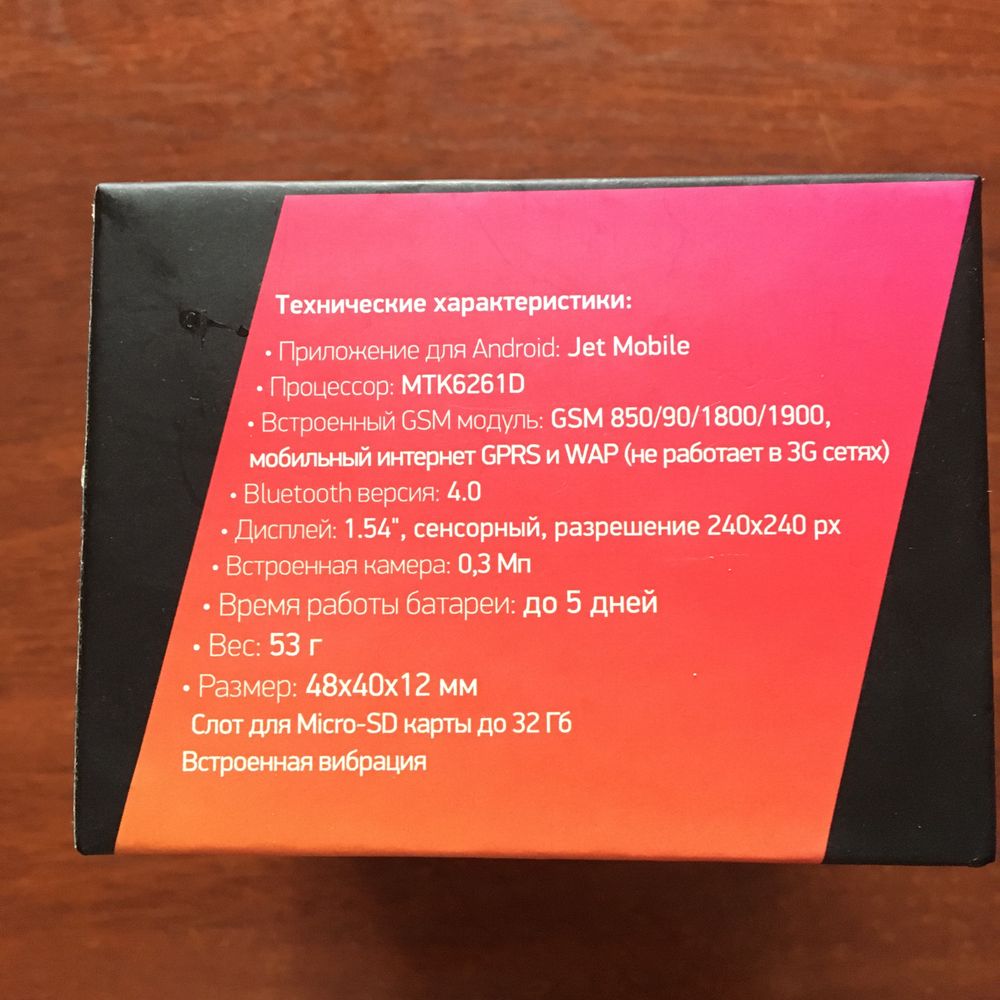 Технические характеристики:
• Приложение для Android: Jet Mobile
• Процессор: MTK6261D
• Встроенный GSM модуль: GSM 850/90/1800/1900,
мобильный интернет GPRS и WAP (не работает в 3G сетях)
• Bluetooth версия: 4.0
• Дисплей: 1.54", сенсорный, разрешение 240x240 px
• Встроенная камера: 0,3 Мп
• Время работы батареи: до 5 дней
• Вес: 53 г
• Размер: 48x40x12 мм
Слот для Micro-SD карты до 32 Гб
Встроенная вибрация